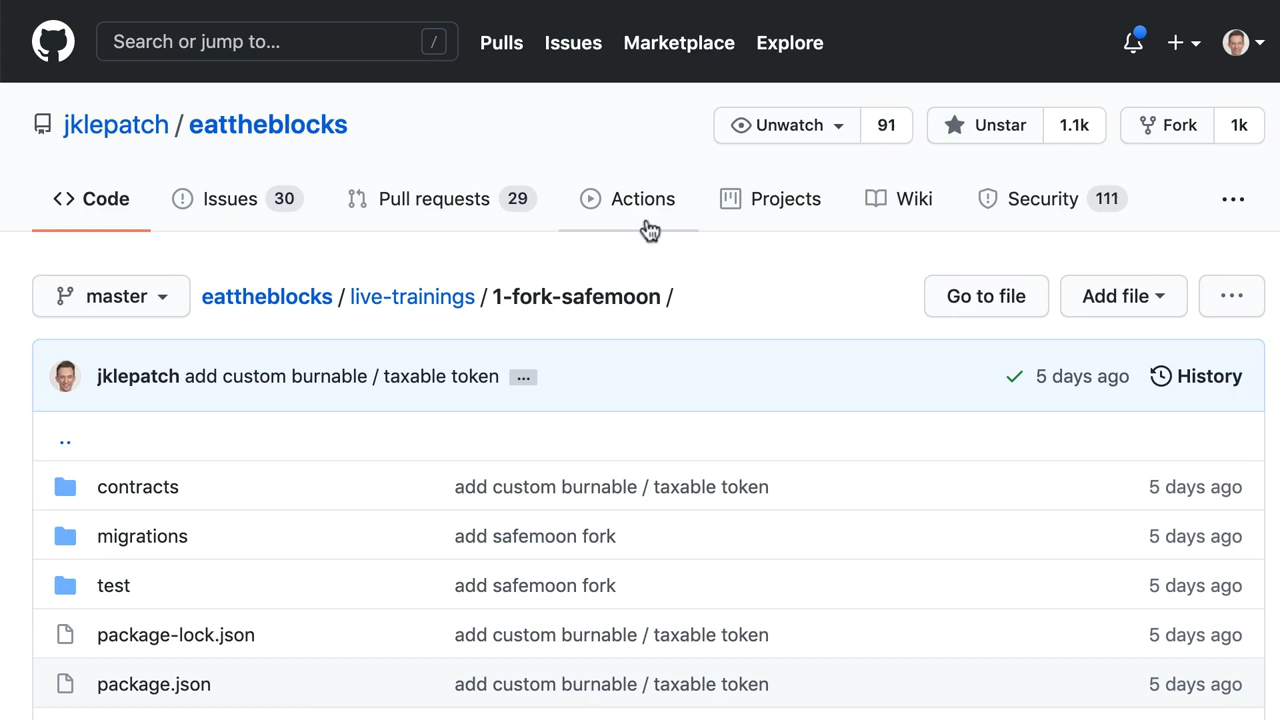 Search or jump to... /
Pulls Issues Marketplace Explore
jklepatch / eattheblocks
Unwatch 91 Unstar 1.1k Fork 1k
Code Issues 30 Pull requests 29 Actions Projects Wiki Security 111 ...
master eattheblocks / live-trainings / 1-fork-safemoon / Go to file Add file ...
jklepatch add custom burnable / taxable token ... 5 days ago History
..
contracts add custom burnable / taxable token 5 days ago
migrations add safemoon fork 5 days ago
test add safemoon fork 5 days ago
package-lock.json add custom burnable / taxable token 5 days ago
package.json add custom burnable / taxable token 5 days ago